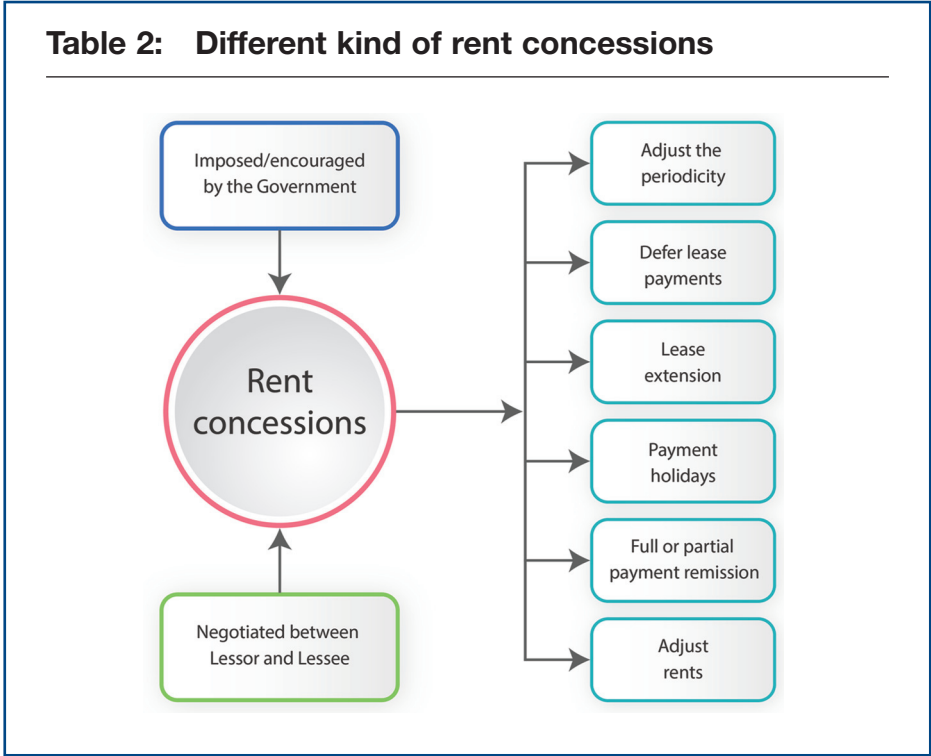 Table 2: Different kind of rent concessions
Imposed/encouraged
by the Government
Rent
concessions
Negotiated between
Lessor and Lessee
Adjust the
periodicity
Defer lease
payments
Lease
extension
Payment
holidays
Full or partial
payment remission
Adjust
rents